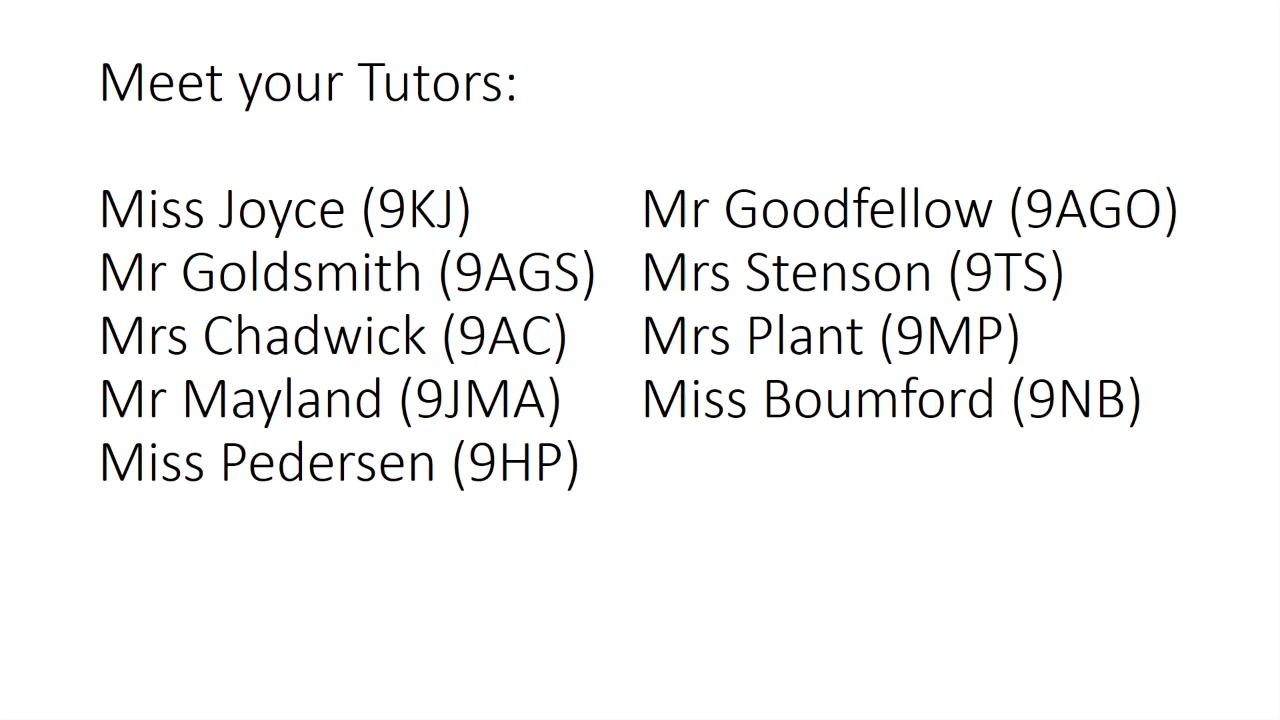 Meet your Tutors:
Miss Joyce (9KJ)
Mr Goldsmith (9AGS)
Mrs Chadwick (9AC)
Mr Mayland (9JMA)
Miss Pedersen (9HP)
Mr Goodfellow (9AGO)
Mrs Stenson (9TS)
Mrs Plant (9MP)
Miss Boumford (9NB)